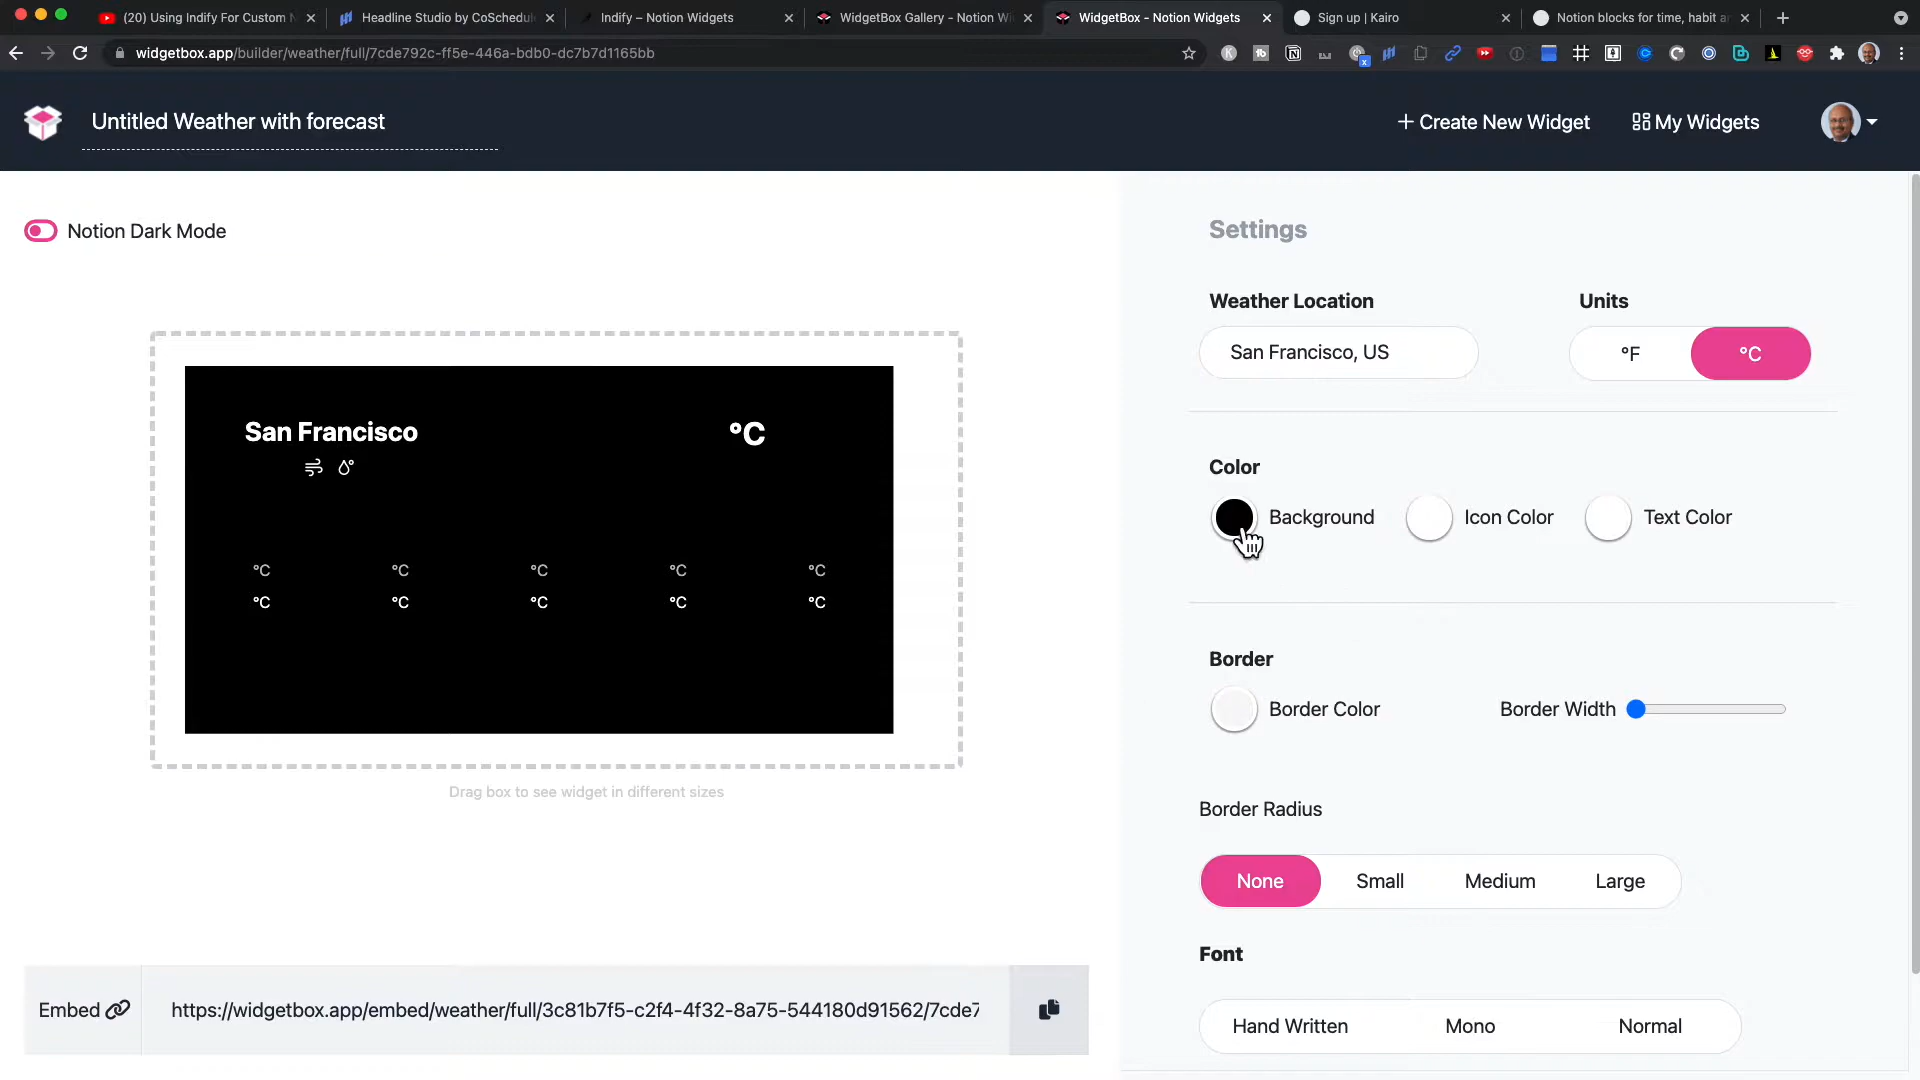 (20) Using Indify For Custom N
Headline Studio by CoSchedul
Indify – Notion Widgets
WidgetBox Gallery - Notion Wi
WidgetBox - Notion Widgets
Sign up | Kairo
Notion blocks for time, habit a
widgetbox.app/builder/weather/full/7cde792c-ff5e-446a-bdb0-dc7b7d1165bb
Untitled Weather with forecast
Create New Widget
My Widgets
Notion Dark Mode
San Francisco
°C
°C °C °C °C °C
°C °C °C °C °C
Drag box to see widget in different sizes
Embed
https://widgetbox.app/embed/weather/full/3c81b7f5-c2f4-4f32-8a75-544180d91562/7cde7
Settings
Weather Location
Units
San Francisco, US
°F °C
Color
Background
Icon Color
Text Color
Border
Border Color
Border Width
Border Radius
None Small Medium Large
Font
Hand Written Mono Normal